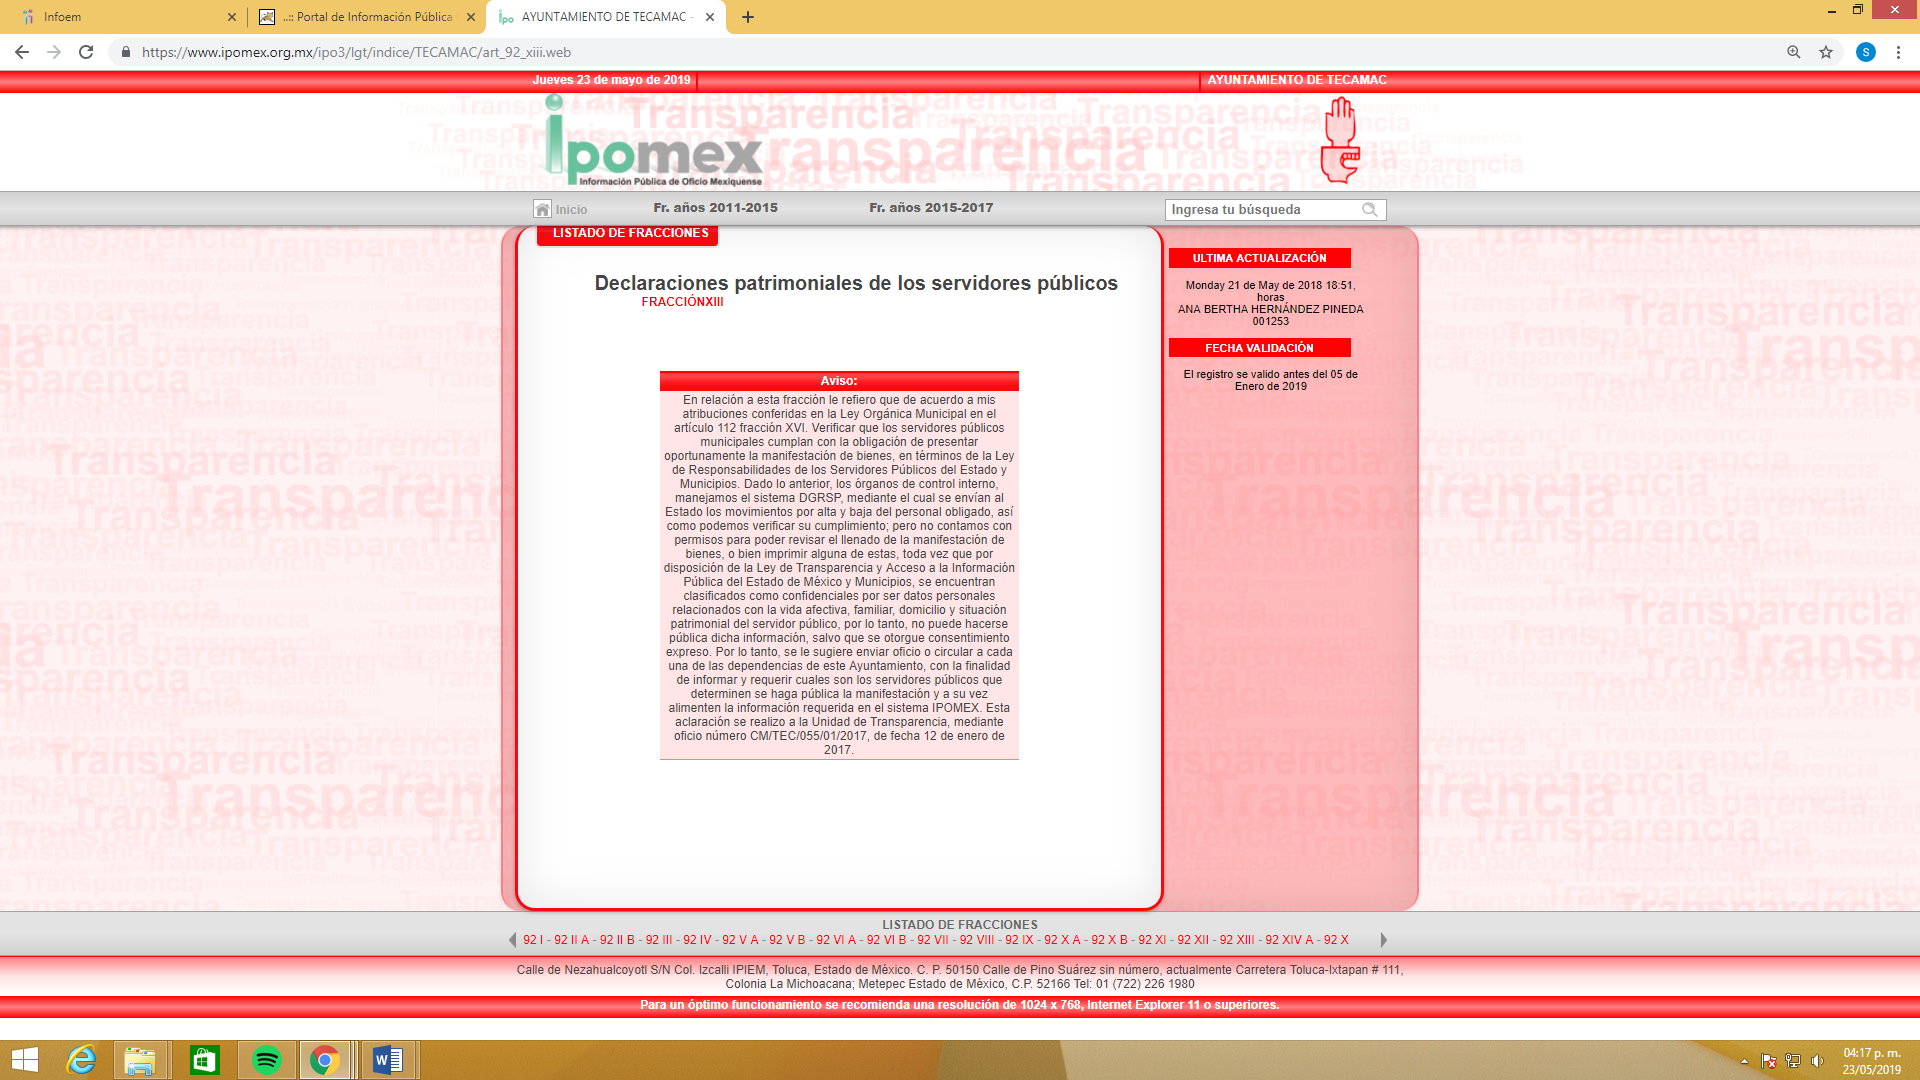 Infoem
..:: Portal de Información Pública
AYUNTAMIENTO DE TECAMAC -
https://www.ipomex.org.mx/ipo3/lgt/indice/TECAMAC/art_92_xiii.web
S
Jueves 23 de mayo de 2019
AYUNTAMIENTO DE TECAMAC
ipomex
Información Pública de Oficio Mexiquense
Transparencia
Inicio
Fr. años 2011-2015
Fr. años 2015-2017
Ingresa tu búsqueda
LISTADO DE FRACCIONES
Declaraciones patrimoniales de los servidores públicos
FRACCIÓNXIII
Aviso:
En relación a esta fracción le refiero que de acuerdo a mis
atribuciones conferidas en la Ley Orgánica Municipal en el
artículo 112 fracción XVI. Verificar que los servidores públicos
municipales cumplan con la obligación de presentar
oportunamente la manifestación de bienes, en términos de la Ley
de Responsabilidades de los Servidores Públicos del Estado y
Municipios. Dado lo anterior, los órganos de control interno,
manejamos el sistema DGRSP, mediante el cual se envían al
Estado los movimientos por alta y baja del personal obligado, así
como podemos verificar su cumplimiento; pero no contamos con
permisos para poder revisar el llenado de la manifestación de
bienes, o bien imprimir alguna de estas, toda vez que por
disposición de la Ley de Transparencia y Acceso a la Información
Pública del Estado de México y Municipios, se encuentran
clasificados como confidenciales por ser datos personales
relacionados con la vida afectiva, familiar, domicilio y situación
patrimonial del servidor público, por lo tanto, no puede hacerse
pública dicha información, salvo que se otorgue consentimiento
expreso. Por lo tanto, se le sugiere enviar oficio o circular a cada
una de las dependencias de este Ayuntamiento, con la finalidad
de informar y requerir cuales son los servidores públicos que
determinen se haga pública la manifestación y a su vez
alimenten la información requerida en el sistema IPOMEX. Esta
aclaración se realizo a la Unidad de Transparencia, mediante
oficio número CM/TEC/055/01/2017, de fecha 12 de enero de
2017.
ULTIMA ACTUALIZACIÓN
Monday 21 de May de 2018 18:51,
horas
ANA BERTHA HERNÁNDEZ PINEDA
001253
FECHA VALIDACIÓN
El registro se valido antes del 05 de
Enero de 2019
LISTADO DE FRACCIONES
92 I - 92 II A - 92 II B - 92 III - 92 IV - 92 V A - 92 V B - 92 VI A - 92 VI B - 92 VII - 92 VIII - 92 IX - 92 X A - 92 X B - 92 XI - 92 XII - 92 XIII - 92 XIV A - 92 X
Calle de Nezahualcoyotl S/N Col. Izcalli IPIEM, Toluca, Estado de México. C. P. 50150 Calle de Pino Suárez sin número, actualmente Carretera Toluca-Ixtapan # 111,
Colonia La Michoacana; Metepec Estado de México, C.P. 52166 Tel: 01 (722) 226 1980
Para un óptimo funcionamiento se recomienda una resolución de 1024 x 768, Internet Explorer 11 o superiores.
04:17 p. m.
23/05/2019